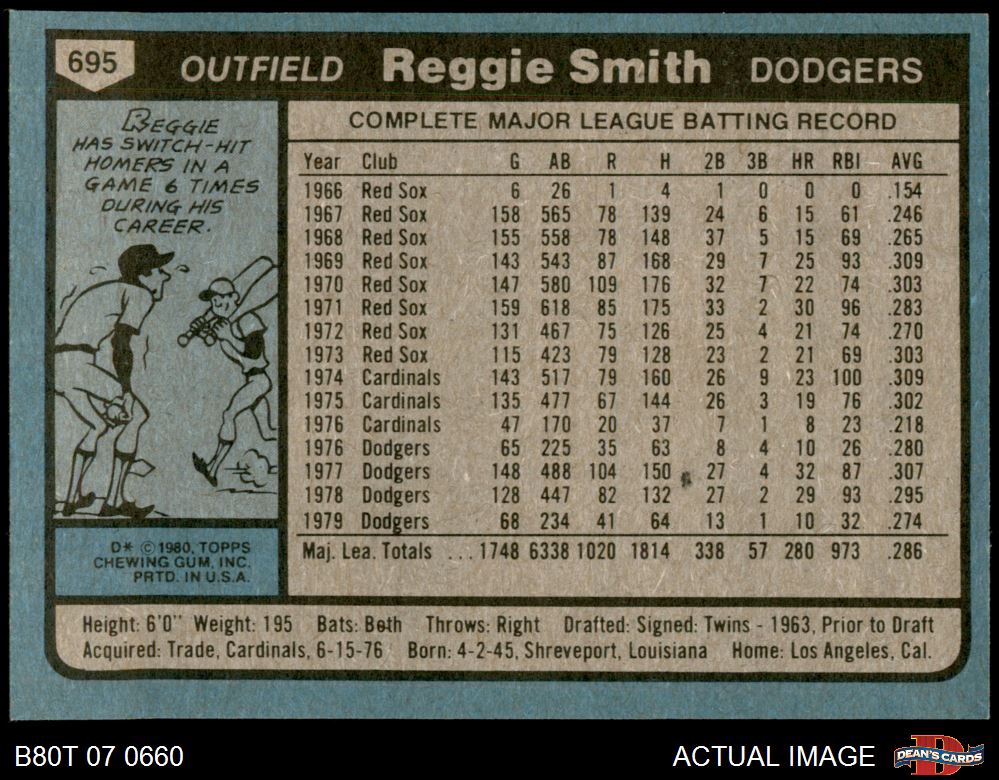 695 OUTFIELD Reggie Smith DODGERS
REGGIE
HAS SWITCH-HIT
HOMERS IN A
GAME 6 TIMES
DURING HIS
CAREER.
D* © 1980, TOPPS
CHEWING GUM, INC.
PRTD. IN U.S.A.
COMPLETE MAJOR LEAGUE BATTING RECORD
Year Club G AB R H 2B 3B HR RBI AVG
1966 Red Sox 6 26 1 4 1 0 0 0 .154
1967 Red Sox 158 565 78 139 24 6 15 61 .246
1968 Red Sox 155 558 78 148 37 5 15 69 .265
1969 Red Sox 143 543 87 168 29 7 25 93 .309
1970 Red Sox 147 580 109 176 32 7 22 74 .303
1971 Red Sox 159 618 85 175 33 2 30 96 .283
1972 Red Sox 131 467 75 126 25 4 21 74 .270
1973 Red Sox 115 423 79 128 23 2 21 69 .303
1974 Cardinals 143 517 79 160 26 9 23 100 .309
1975 Cardinals 135 477 67 144 26 3 19 76 .302
1976 Cardinals 47 170 20 37 7 1 8 23 .218
1976 Dodgers 65 225 35 63 8 4 10 26 .280
1977 Dodgers 148 488 104 150 27 4 32 87 .307
1978 Dodgers 128 447 82 132 27 2 29 93 .295
1979 Dodgers 68 234 41 64 13 1 10 32 .274
Maj. Lea. Totals ... 1748 6338 1020 1814 338 57 280 973 .286
Height: 6'0" Weight: 195 Bats: Both Throws: Right Drafted: Signed: Twins - 1963, Prior to Draft
Acquired: Trade, Cardinals, 6-15-76 Born: 4-2-45, Shreveport, Louisiana Home: Los Angeles, Cal.
B80T 07 0660 ACTUAL IMAGE DEAN'S CARDS